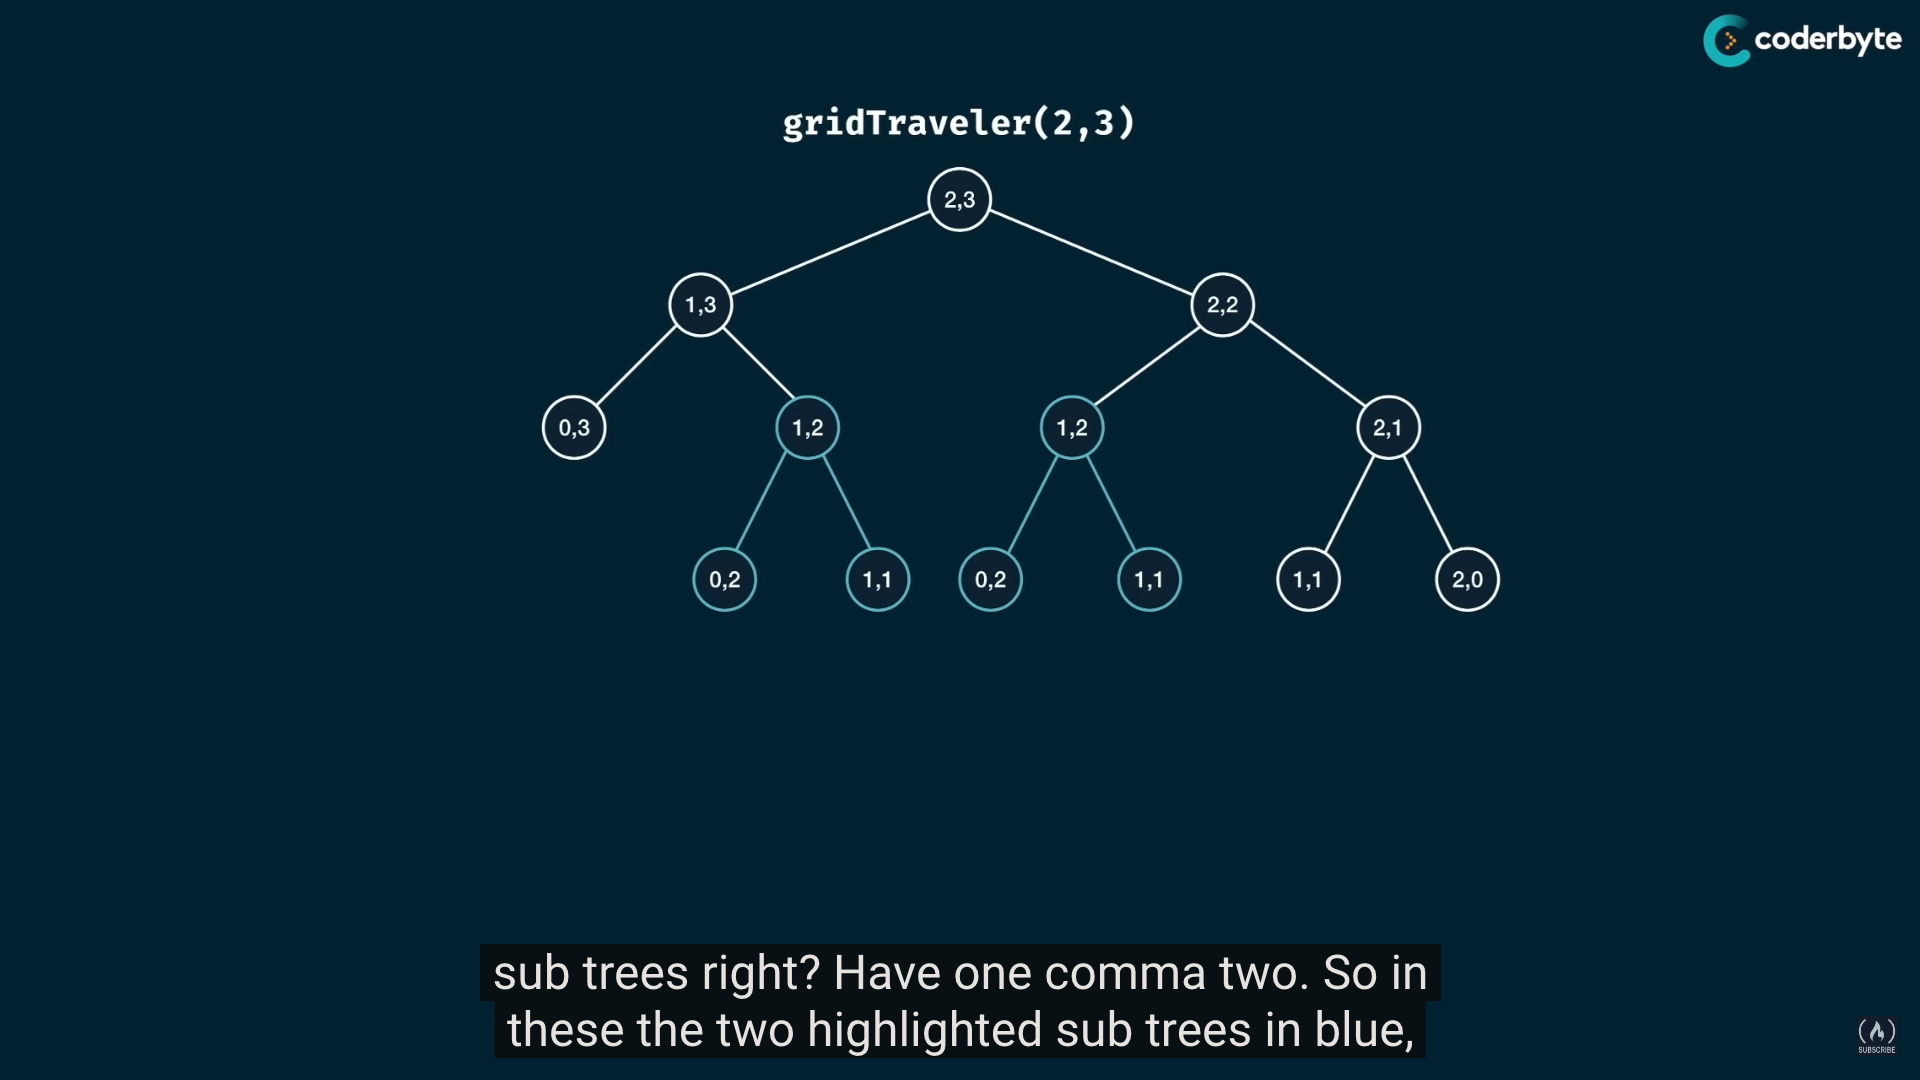 coderbyte
gridTraveler(2,3)
2,3
1,3
2,2
0,3
1,2
1,2
2,1
0,2
1,1
0,2
1,1
1,1
2,0
sub trees right? Have one comma two. So in
these the two highlighted sub trees in blue,
SUBSCRIBE